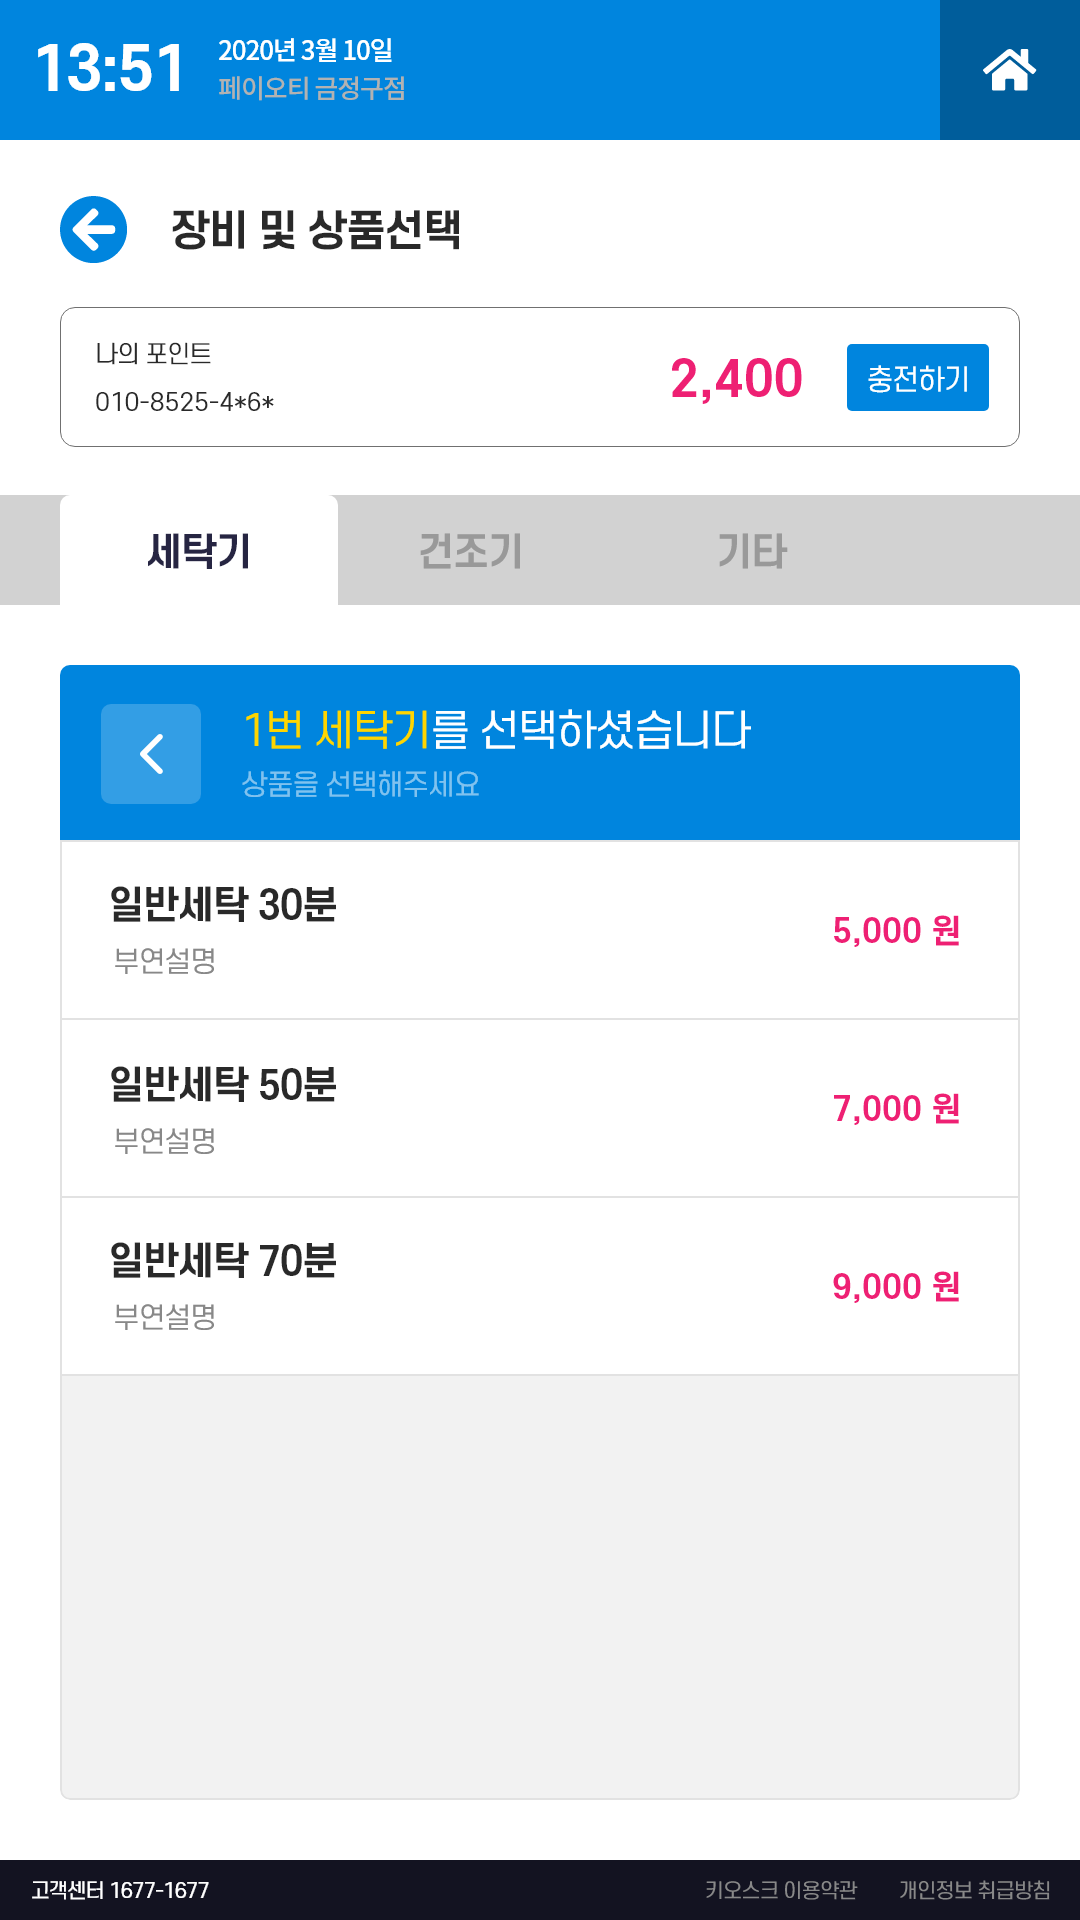 13:51
2020년 3월 10일
페이오티 금정구점
장비 및 상품선택
나의 포인트
010-8525-4*6*
2,400
충전하기
세탁기
건조기
기타
1번 세탁기를 선택하셨습니다
상품을 선택해주세요
일반세탁 30분
부연설명
5,000 원
일반세탁 50분
부연설명
7,000 원
일반세탁 70분
부연설명
9,000 원
고객센터 1677-1677
키오스크 이용약관
개인정보 취급방침